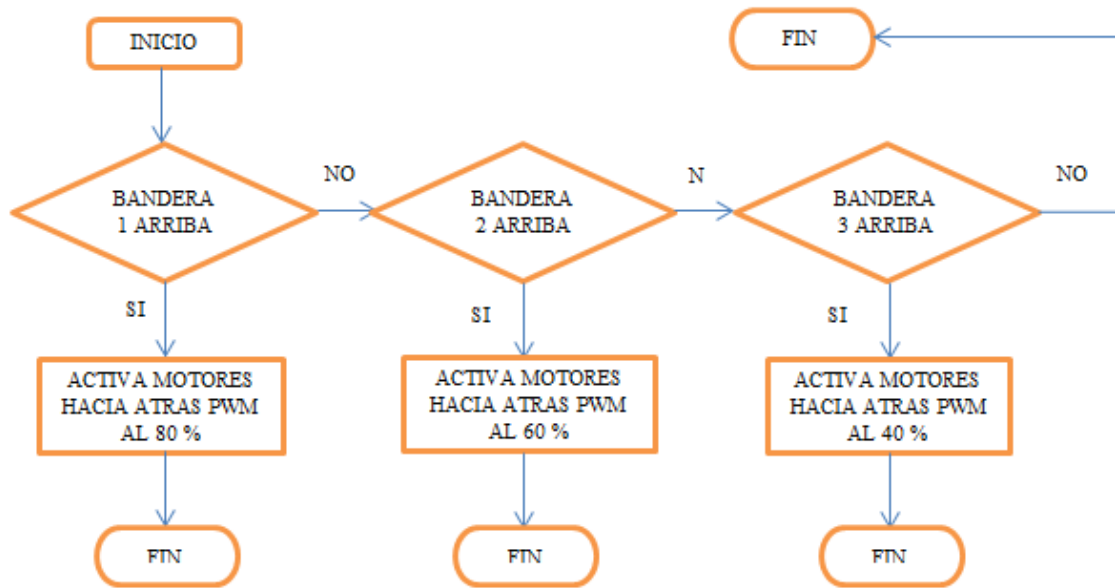 INICIO
FIN
BANDERA
1 ARRIBA
NO
BANDERA
2 ARRIBA
N
BANDERA
3 ARRIBA
NO
SI
SI
SI
ACTIVA MOTORES
HACIA ATRAS PWM
AL 80 %
ACTIVA MOTORES
HACIA ATRAS PWM
AL 60 %
ACTIVA MOTORES
HACIA ATRAS PWM
AL 40 %
FIN
FIN
FIN